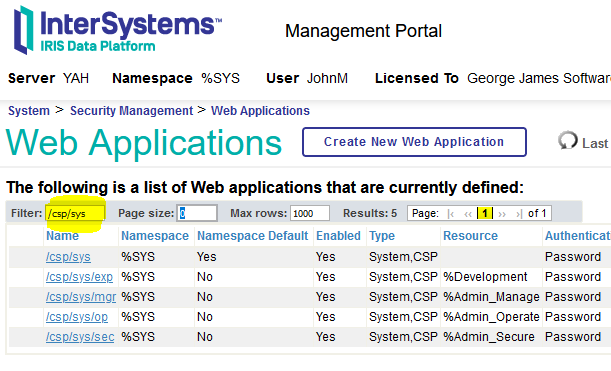 InterSystems™
IRIS Data Platform
Management Portal
Server YAH Namespace %SYS User JohnM Licensed To George James Softwar
System > Security Management > Web Applications
Web Applications Create New Web Application Last
The following is a list of Web applications that are currently defined:
Filter: /csp/sys Page size: 0 Max rows: 1000 Results: 5 Page: |< << 1 >> >| of 1
Name Namespace Namespace Default Enabled Type Resource Authenticat
/csp/sys %SYS Yes Yes System,CSP Password
/csp/sys/exp %SYS No Yes System,CSP %Development Password
/csp/sys/mgr %SYS No Yes System,CSP %Admin_Manage Password
/csp/sys/op %SYS No Yes System,CSP %Admin_Operate Password
/csp/sys/sec %SYS No Yes System,CSP %Admin_Secure Password